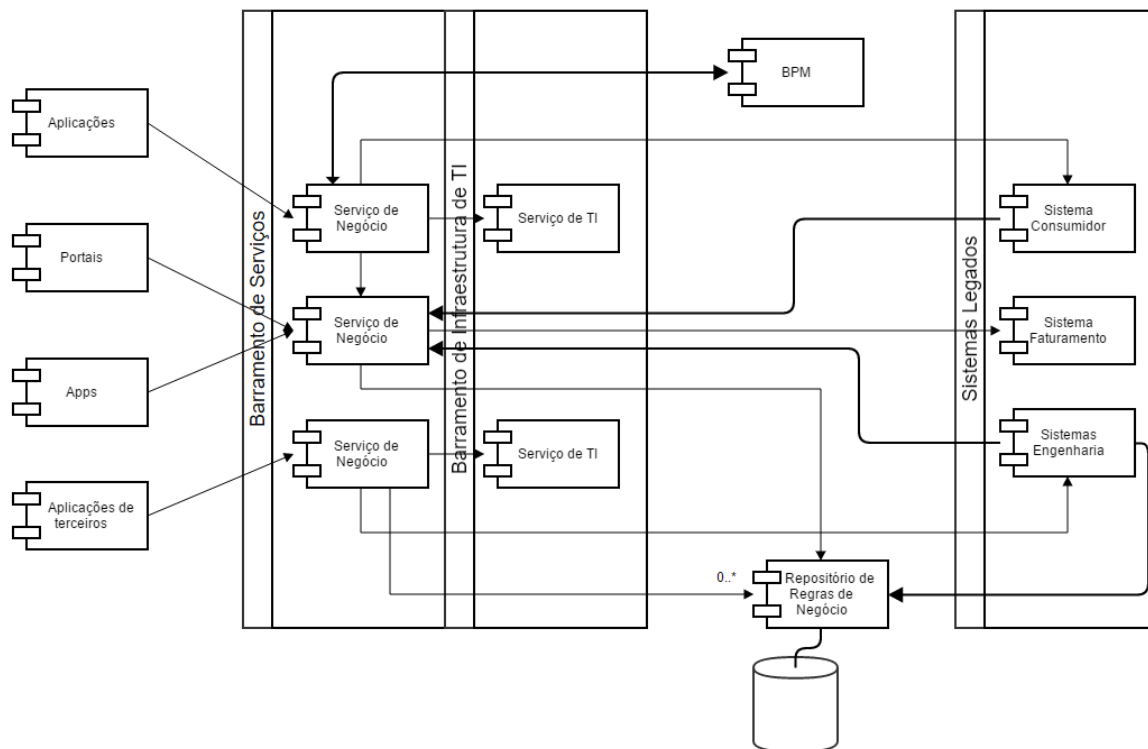 BPM
Aplicações
Barramento de Serviços
Barramento de Infraestrutura de TI
Sistemas Legados
Serviço de
Negócio
Serviço de TI
Sistema
Consumidor
Portais
Serviço de
Negócio
Sistema
Faturamento
Apps
Serviço de
Negócio
Serviço de TI
Sistemas
Engenharia
Aplicações de
terceiros
0..*
Repositório de
Regras de
Negócio